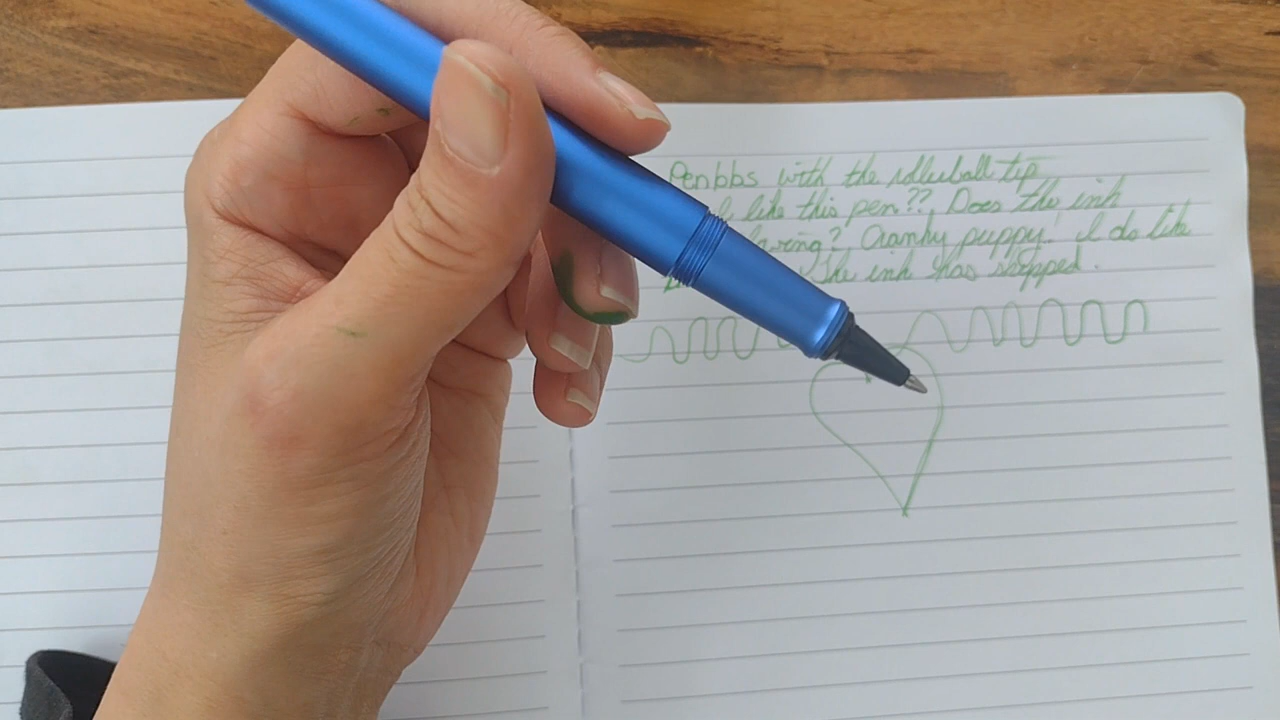 Penbbs with the rollerball tip
like this pen?? Does the ink
Cranky puppy! I do like
The ink has stopped.